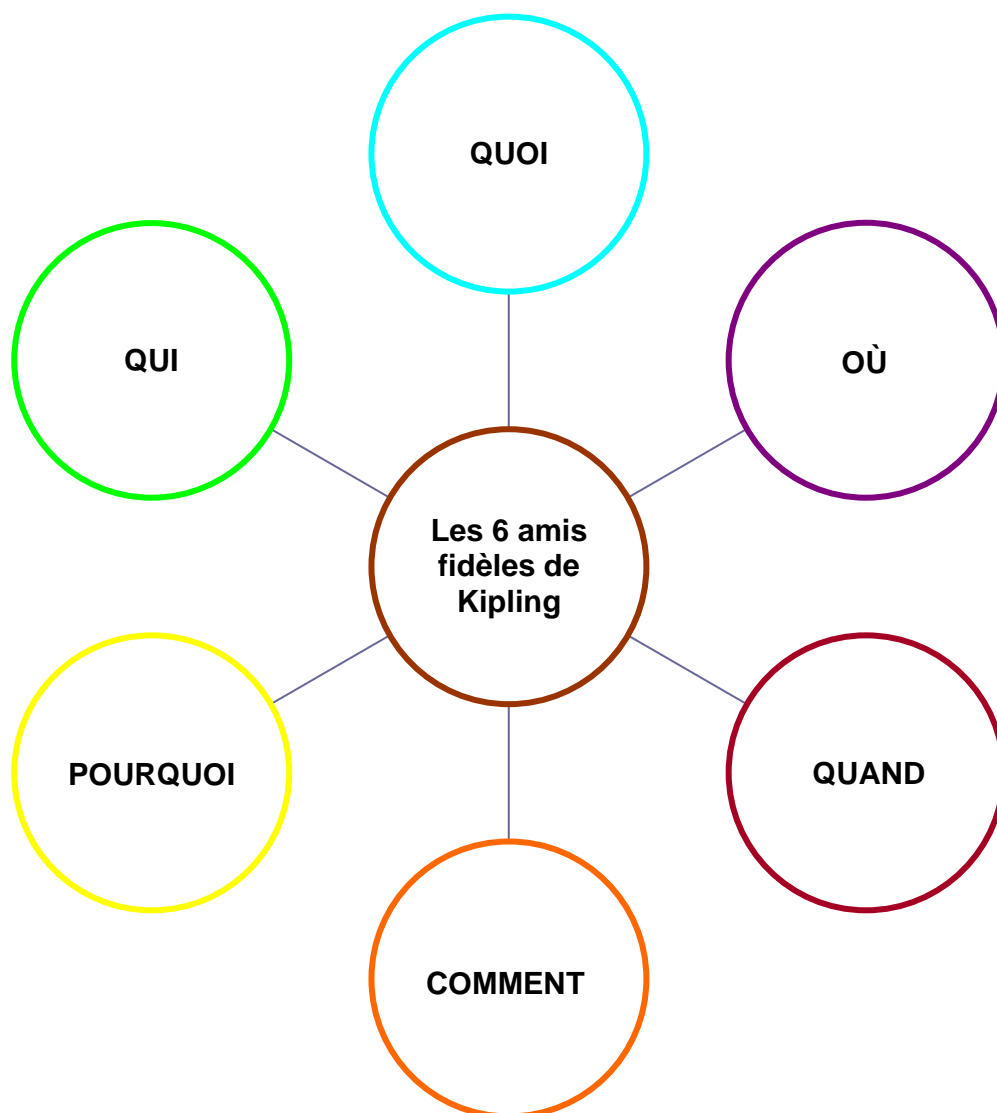 QUOI
QUI
OÙ
Les 6 amis
fidèles de
Kipling
POURQUOI
QUAND
COMMENT